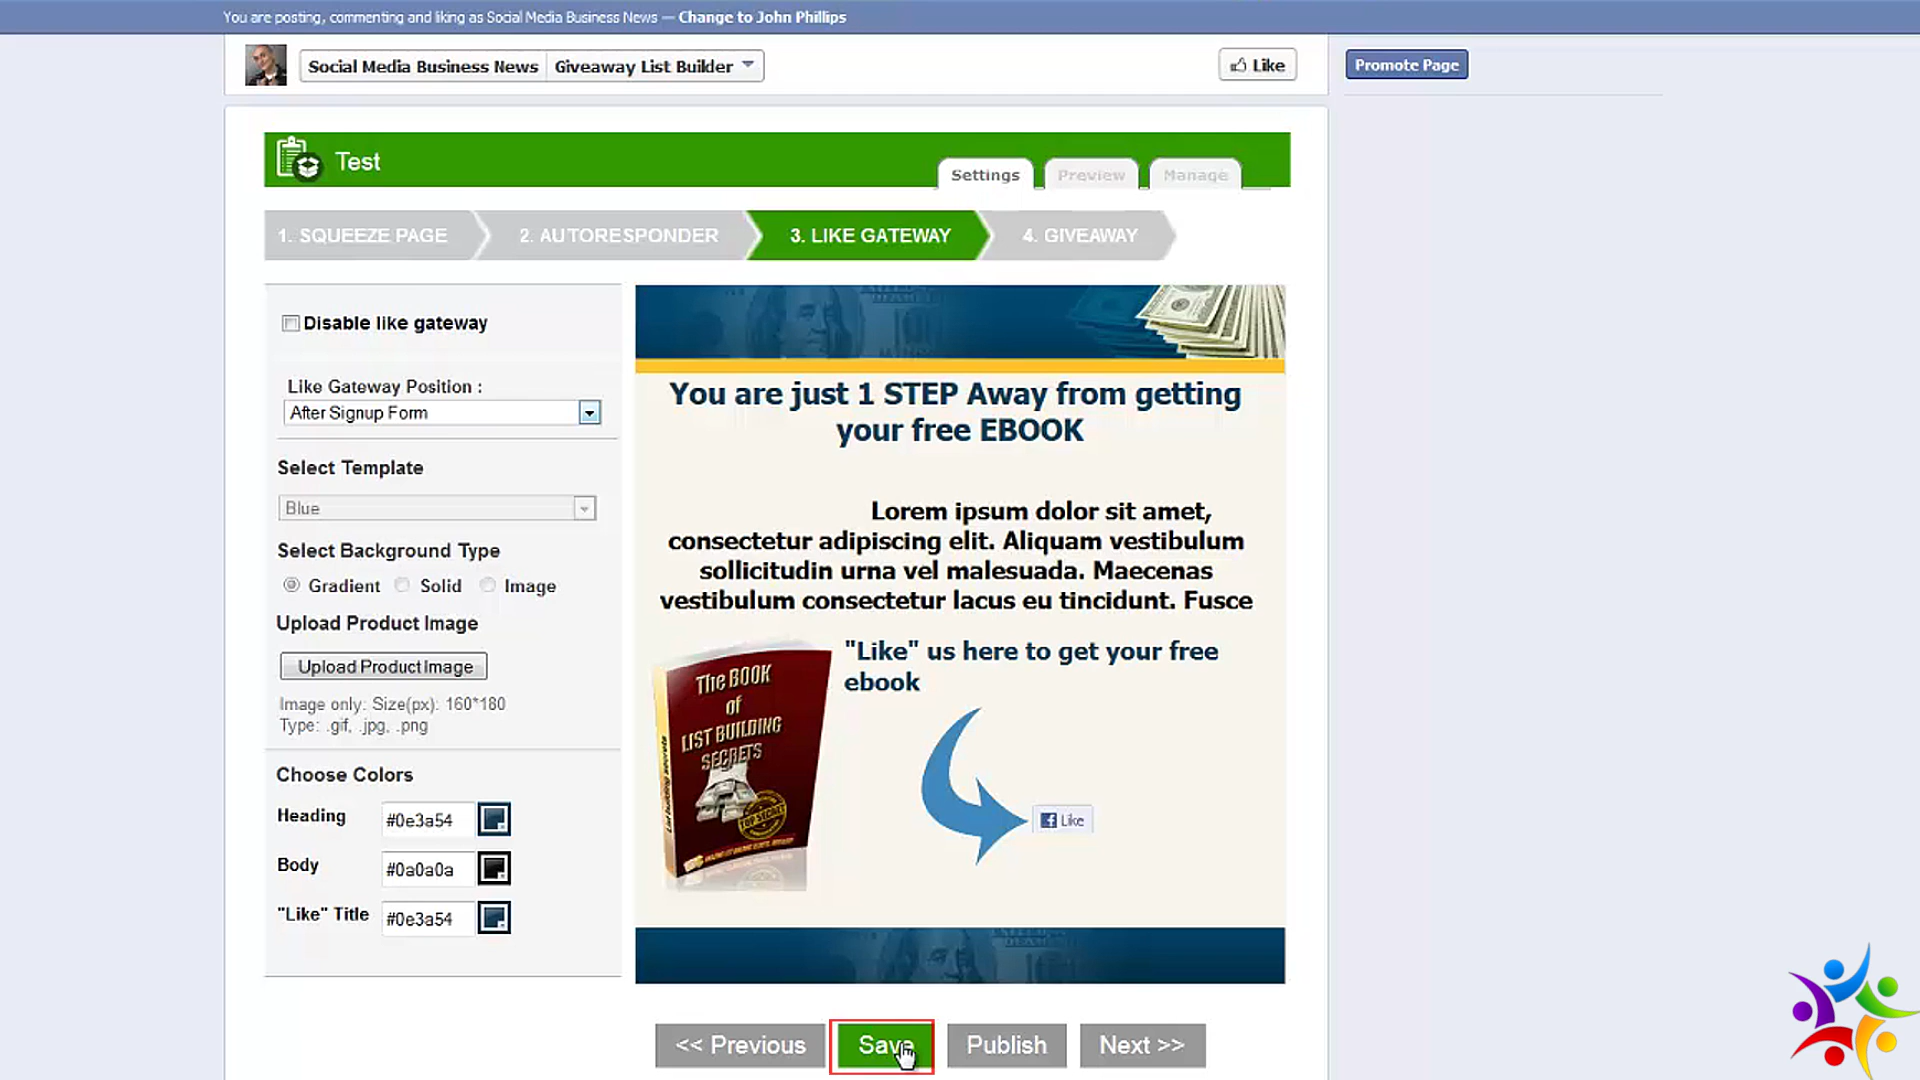 You are posting, commenting and liking as Social Media Business News — Change to John Phillips
Social Media Business News Giveaway List Builder
Like
Promote Page
Test
Settings Preview Manage
1. SQUEEZE PAGE 2. AUTORESPONDER 3. LIKE GATEWAY 4. GIVEAWAY
Disable like gateway
Like Gateway Position :
After Signup Form
Select Template
Blue
Select Background Type
Gradient Solid Image
Upload Product Image
Upload Product Image
Image only: Size(px): 160*180
Type: .gif, .jpg, .png
Choose Colors
Heading #0e3a54
Body #0a0a0a
"Like" Title #0e3a54
You are just 1 STEP Away from getting
your free EBOOK
Lorem ipsum dolor sit amet,
consectetur adipiscing elit. Aliquam vestibulum
sollicitudin urna vel malesuada. Maecenas
vestibulum consectetur lacus eu tincidunt. Fusce
"Like" us here to get your free
ebook
The BOOK
of
LIST BUILDING
SECRETS
List building secrets
TOP SECRET
Like
<< Previous Save Publish Next >>